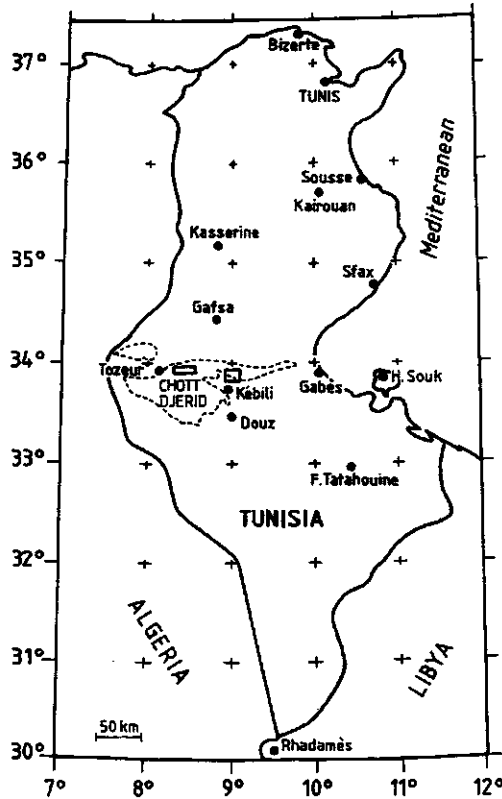 Bizerte
37°
TUNIS
Mediterranean
36°
Sousse
Kairouan
Kasserine
35°
Sfax
Gafsa
34°
Tozeur
CHOTT
DJERID
Kébili
Gabès
H. Souk
Douz
33°
F.Tatahouine
TUNISIA
32°
ALGERIA
LIBYA
31°
50 km
Rhadamès
30°
7°
8°
9°
10°
11°
12°